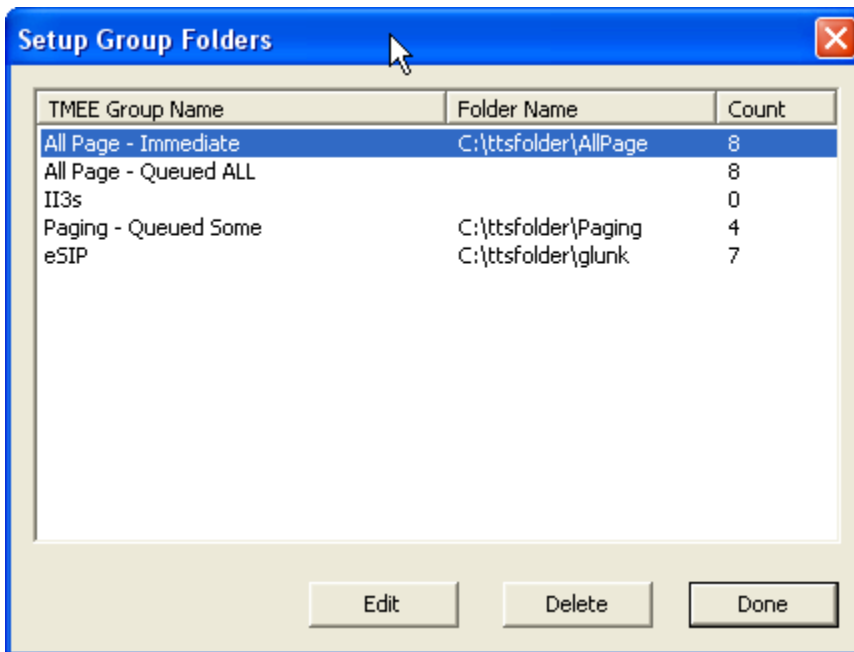 Setup Group Folders
TMEE Group Name Folder Name Count
All Page - Immediate C:\ttsfolder\AllPage 8
All Page - Queued ALL 8
II3s 0
Paging - Queued Some C:\ttsfolder\Paging 4
eSIP C:\ttsfolder\glunk 7
Edit Delete Done